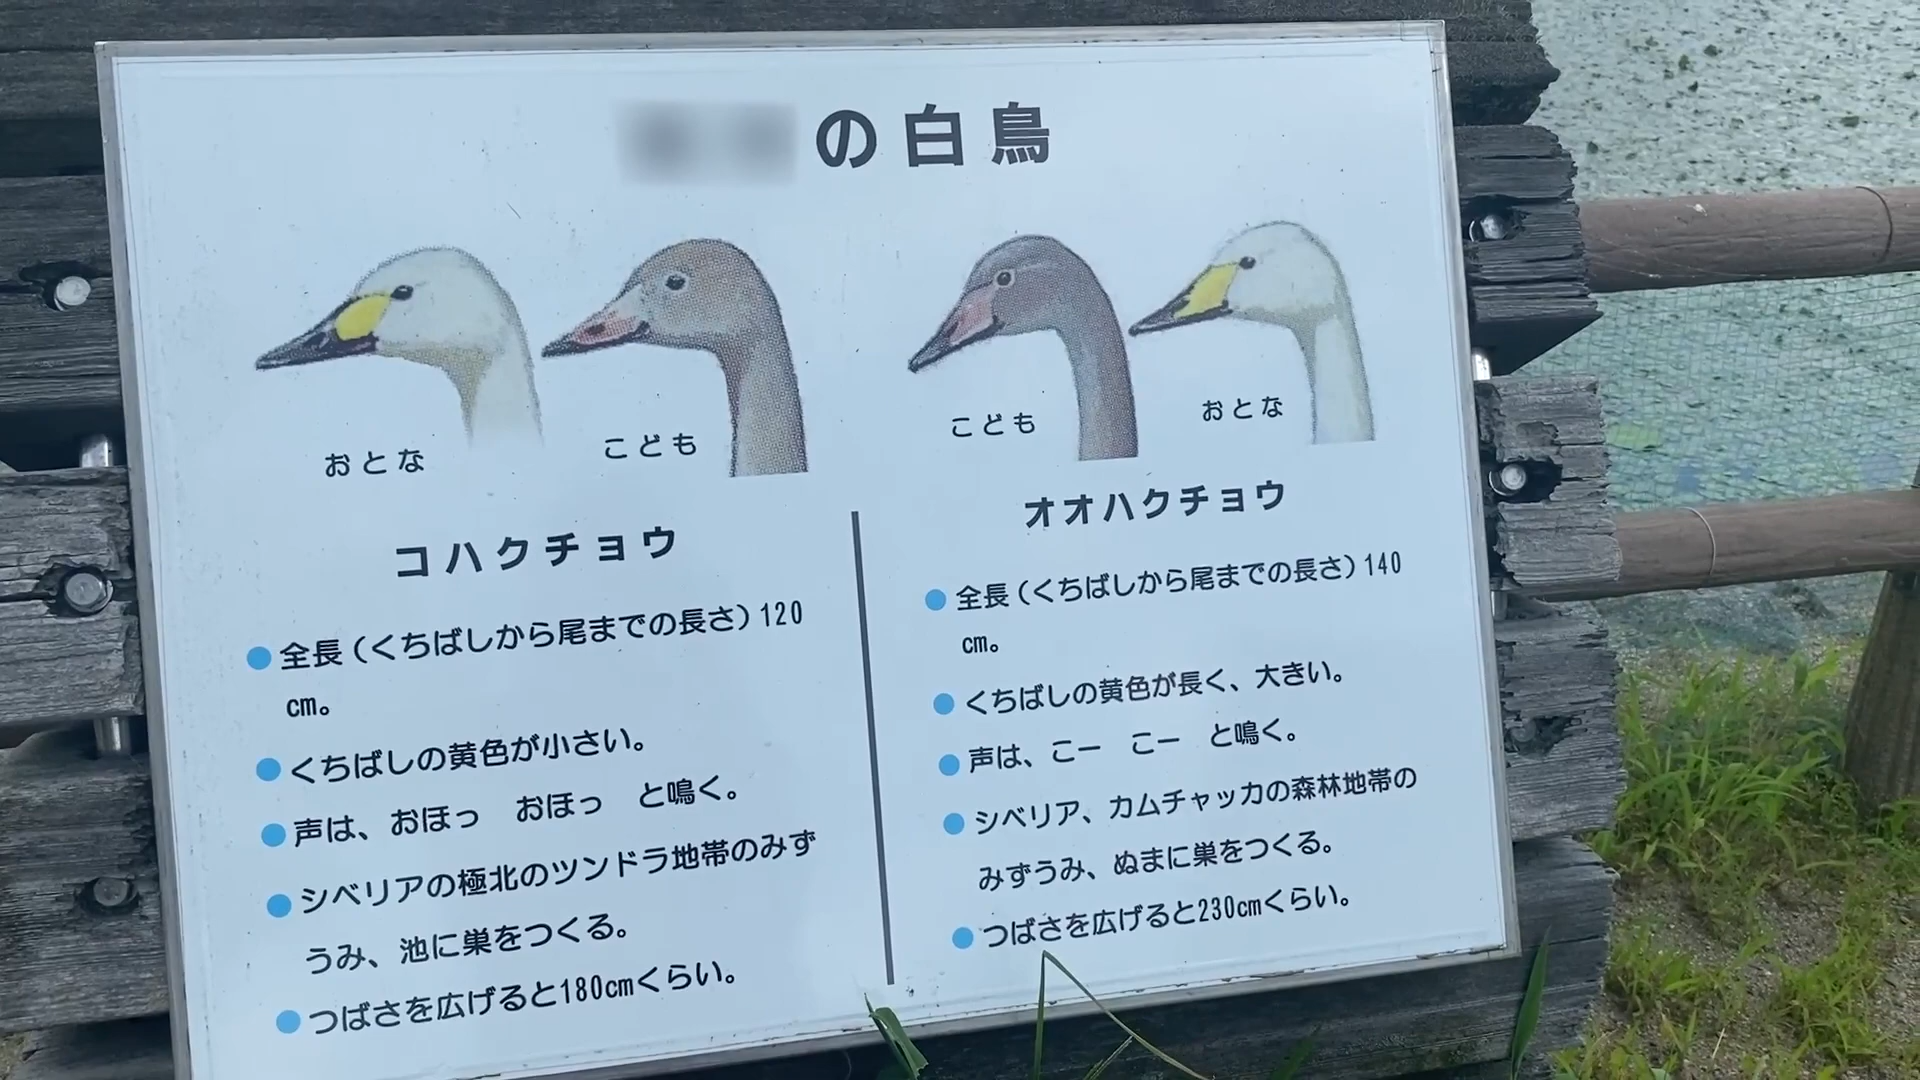 の白鳥
おとな
こども
こども
おとな
コハクチョウ
●全長(くちばしから尾までの長さ)120
cm。
●くちばしの黄色が小さい。
●声は、おほっ　おほっ　と鳴く。
●シベリアの極北のツンドラ地帯のみず
うみ、池に巣をつくる。
●つばさを広げると180cmくらい。
オオハクチョウ
●全長(くちばしから尾までの長さ)140
cm。
●くちばしの黄色が長く、大きい。
●声は、こー　こー　と鳴く。
●シベリア、カムチャッカの森林地帯の
みずうみ、ぬまに巣をつくる。
●つばさを広げると230cmくらい。